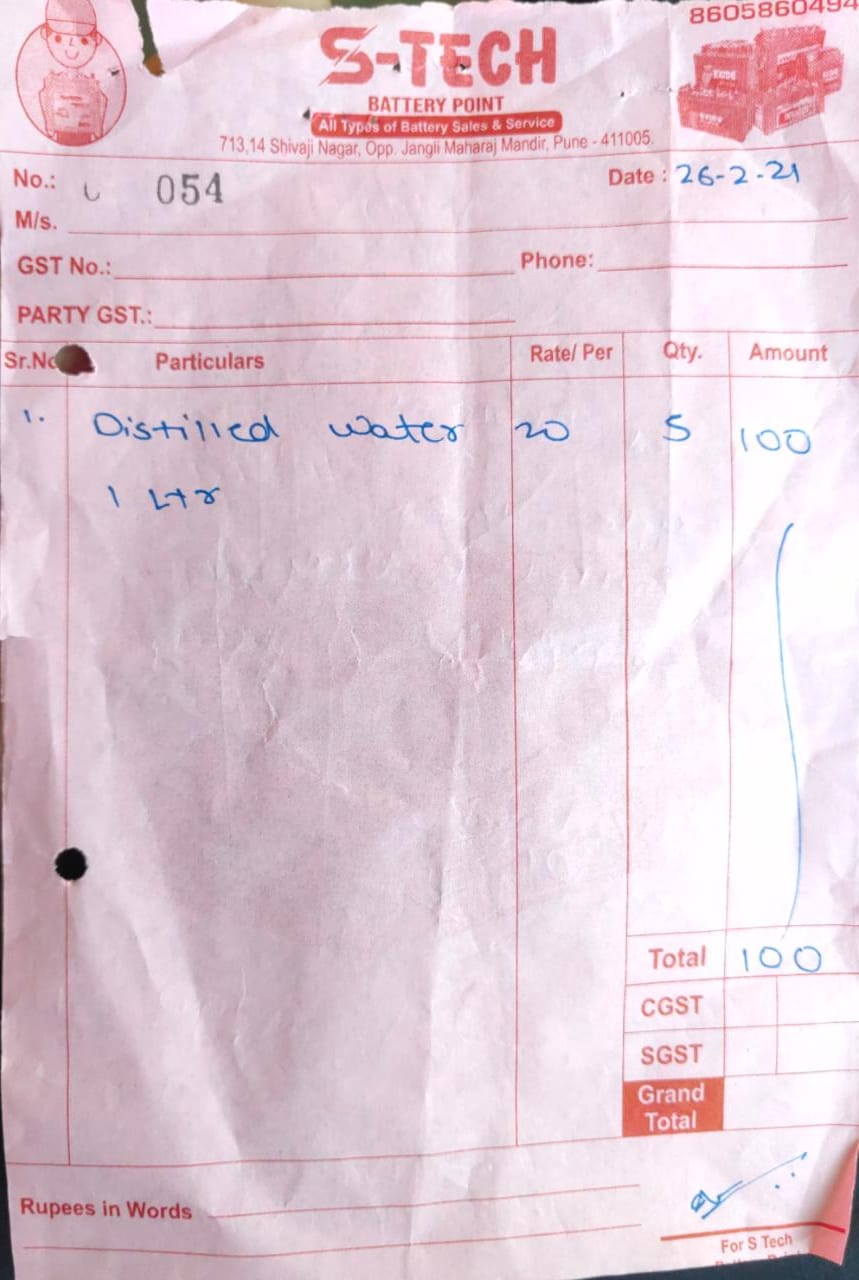 8605860494
S-TECH
BATTERY POINT
All Types of Battery Sales & Service
713,14 Shivaji Nagar, Opp. Jangli Maharaj Mandir, Pune - 411005.
No.: 054 Date : 26-2-21
M/s.
GST No.: Phone:
PARTY GST.:
Sr.No Particulars Rate/ Per Qty. Amount
1. Distilled water 20 5 100
1 Ltr
Total 100
CGST
SGST
Grand
Total
Rupees in Words
For S Tech